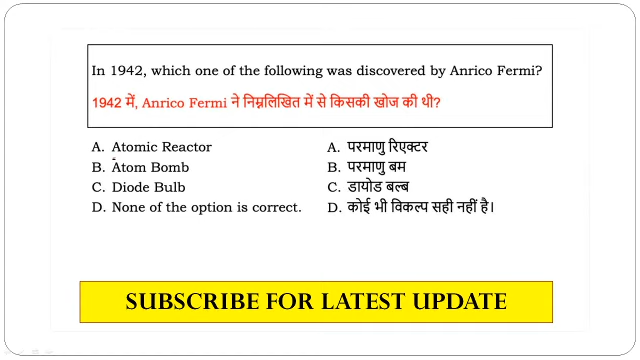 In 1942, which one of the following was discovered by Anrico Fermi?
1942 में, Anrico Fermi ने निम्नलिखित में से किसकी खोज की थी?
A. Atomic Reactor
B. Atom Bomb
C. Diode Bulb
D. None of the option is correct.
A. परमाणु रिएक्टर
B. परमाणु बम
C. डायोड बल्ब
D. कोई भी विकल्प सही नहीं है।
SUBSCRIBE FOR LATEST UPDATE